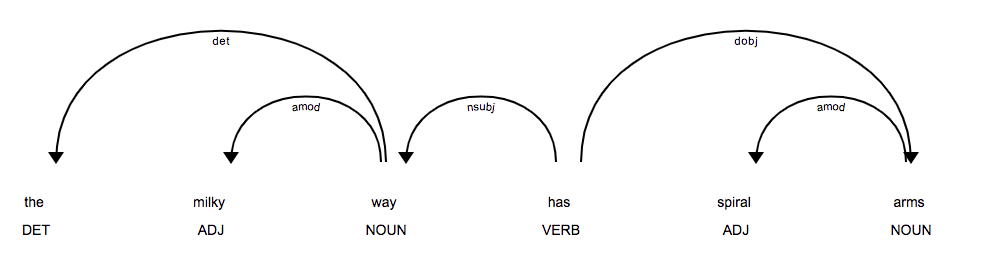 det dobj
amod nsubj amod
the milky way has spiral arms
DET ADJ NOUN VERB ADJ NOUN